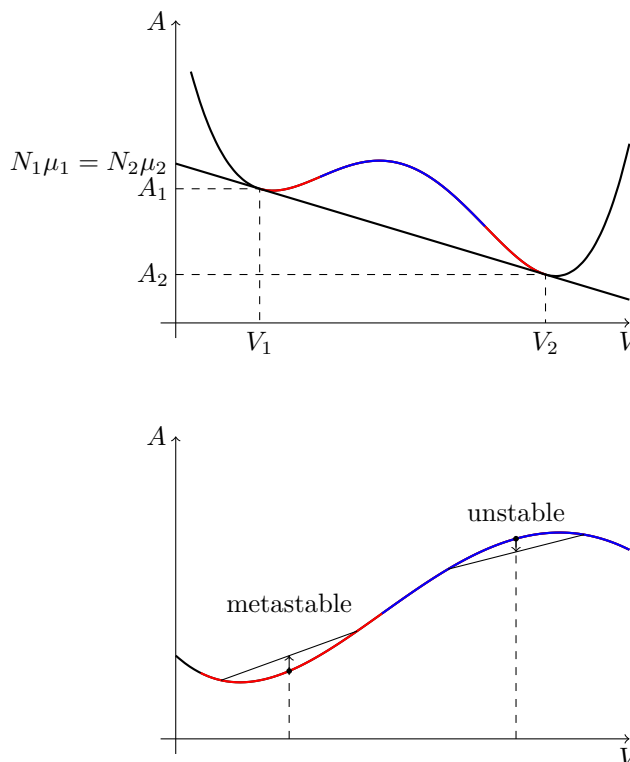 A
N₁μ₁ = N₂μ₂
A₁
A₂
V₁
V₂
V
A
unstable
metastable
V